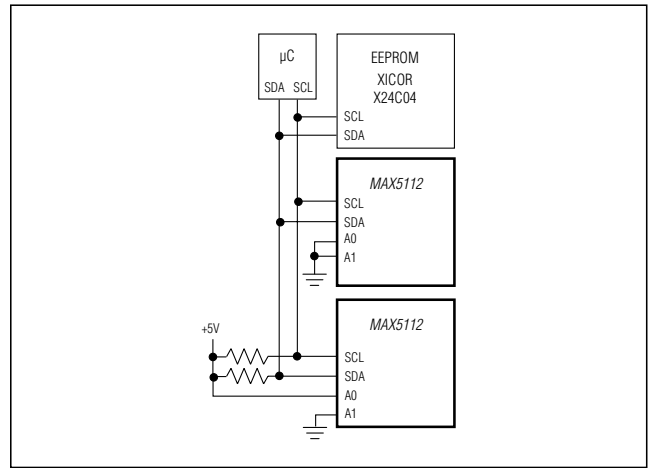 µC
SDA SCL
EEPROM
XICOR
X24C04
SCL
SDA
MAX5112
SCL
SDA
A0
A1
MAX5112
+5V
SCL
SDA
A0
A1